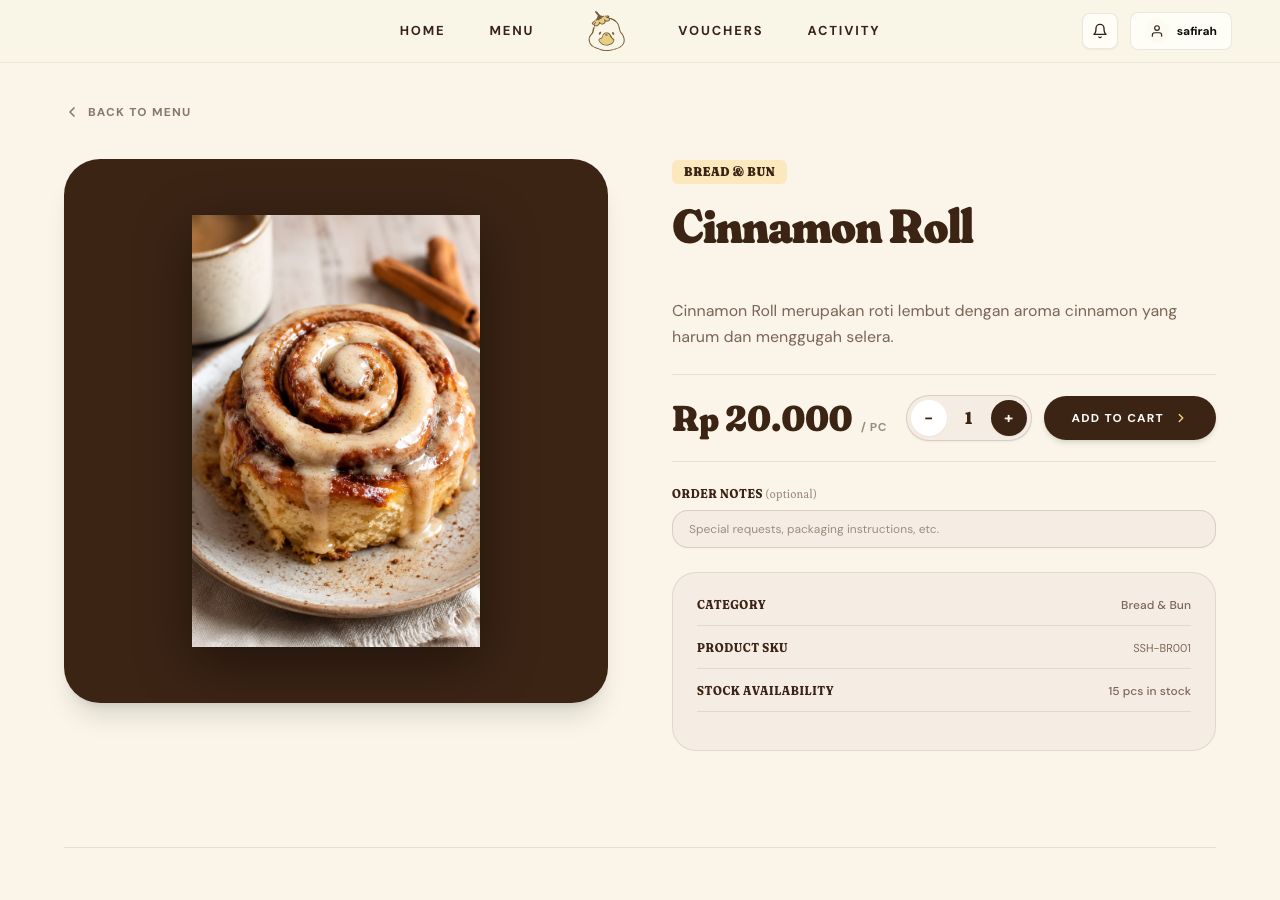 HOME
MENU
VOUCHERS
ACTIVITY
safirah
BACK TO MENU
BREAD & BUN
Cinnamon Roll
Cinnamon Roll merupakan roti lembut dengan aroma cinnamon yang
harum dan menggugah selera.
Rp 20.000 / PC
- 1 +
ADD TO CART
ORDER NOTES (optional)
Special requests, packaging instructions, etc.
CATEGORY Bread & Bun
PRODUCT SKU SSH-BR001
STOCK AVAILABILITY 15 pcs in stock